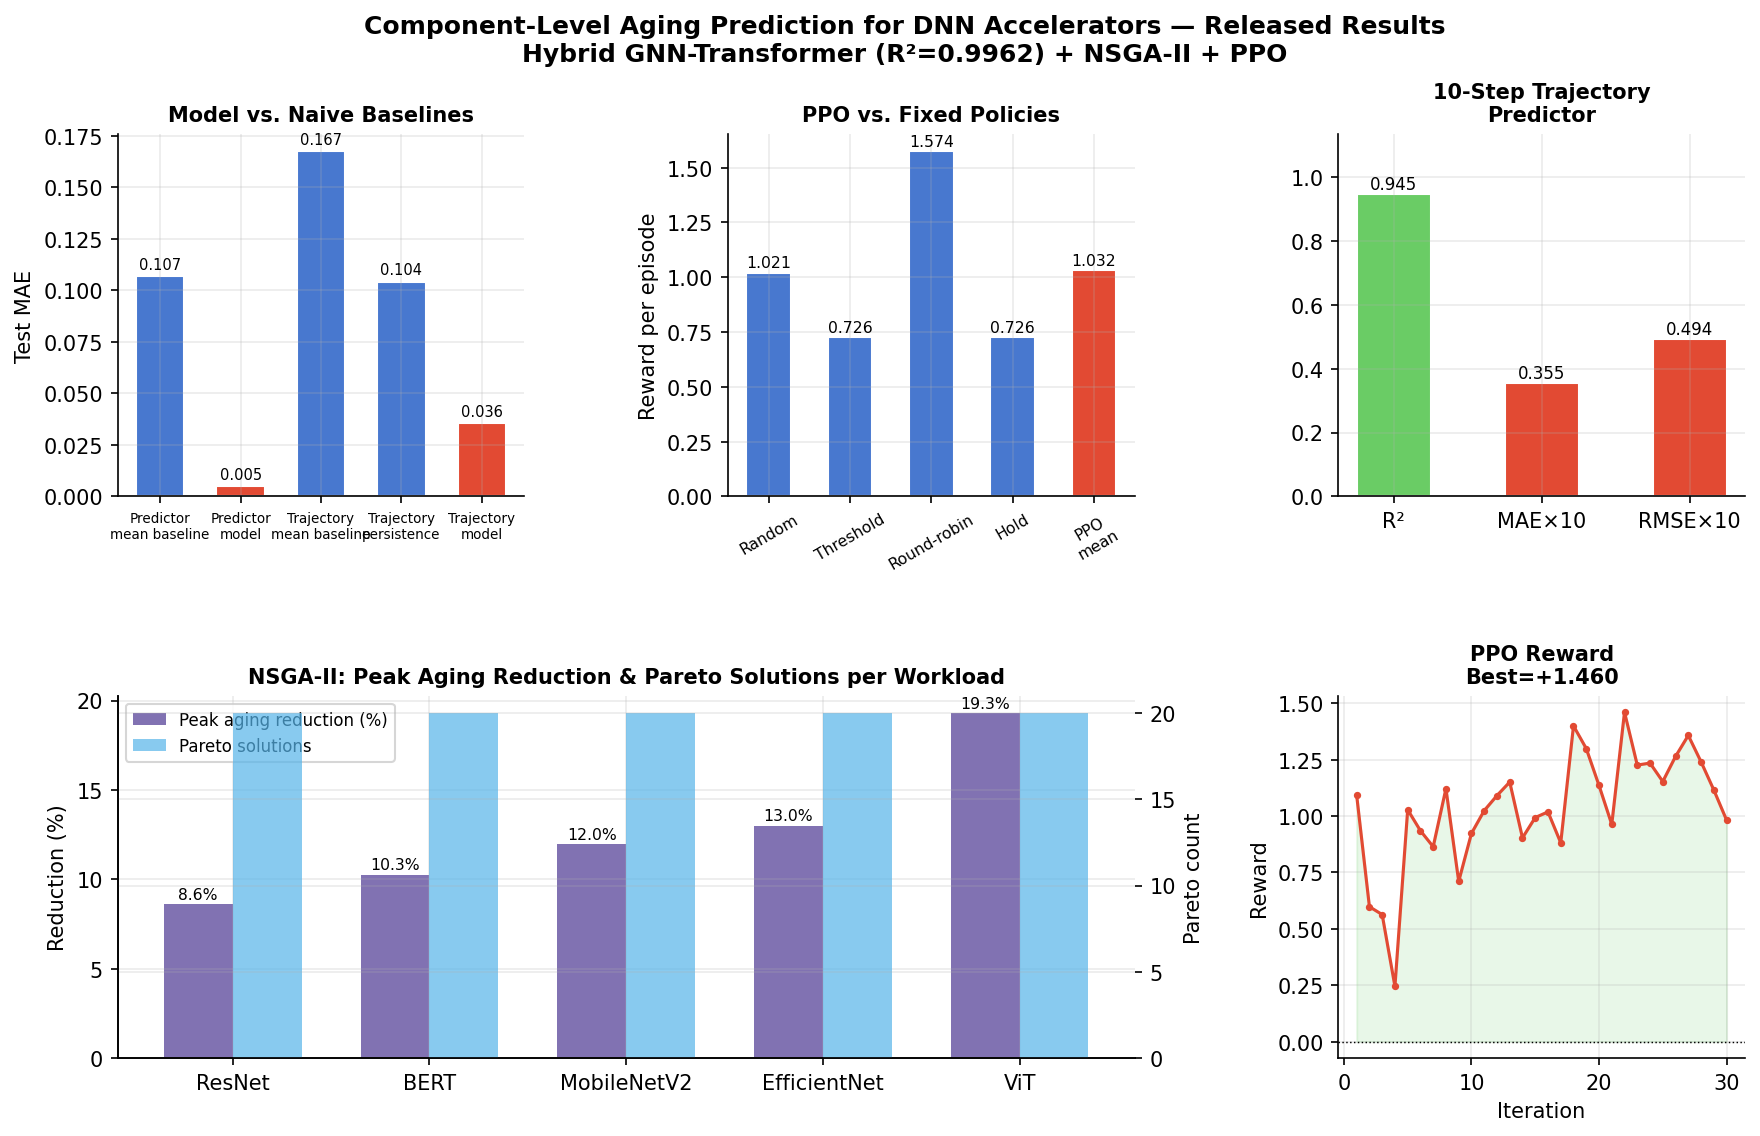 Component-Level Aging Prediction for DNN Accelerators — Released Results
Hybrid GNN-Transformer (R²=0.9962) + NSGA-II + PPO
Model vs. Naive Baselines
Test MAE
0.175
0.150
0.125
0.100
0.075
0.050
0.025
0.000
0.107
0.005
0.167
0.104
0.036
Predictor
mean baseline
Predictor
model
Trajectory
mean baseline
Trajectory
persistence
Trajectory
model
PPO vs. Fixed Policies
Reward per episode
1.50
1.25
1.00
0.75
0.50
0.25
0.00
1.021
0.726
1.574
0.726
1.032
Random
Threshold
Round-robin
Hold
PPO
mean
10-Step Trajectory
Predictor
1.0
0.8
0.6
0.4
0.2
0.0
0.945
0.355
0.494
R²
MAE×10
RMSE×10
NSGA-II: Peak Aging Reduction & Pareto Solutions per Workload
Reduction (%)
20
15
10
5
0
Peak aging reduction (%)
Pareto solutions
8.6%
10.3%
12.0%
13.0%
19.3%
ResNet
BERT
MobileNetV2
EfficientNet
ViT
20
15
10
5
0
Pareto count
PPO Reward
Best=+1.460
Reward
1.50
1.25
1.00
0.75
0.50
0.25
0.00
0
10
20
30
Iteration